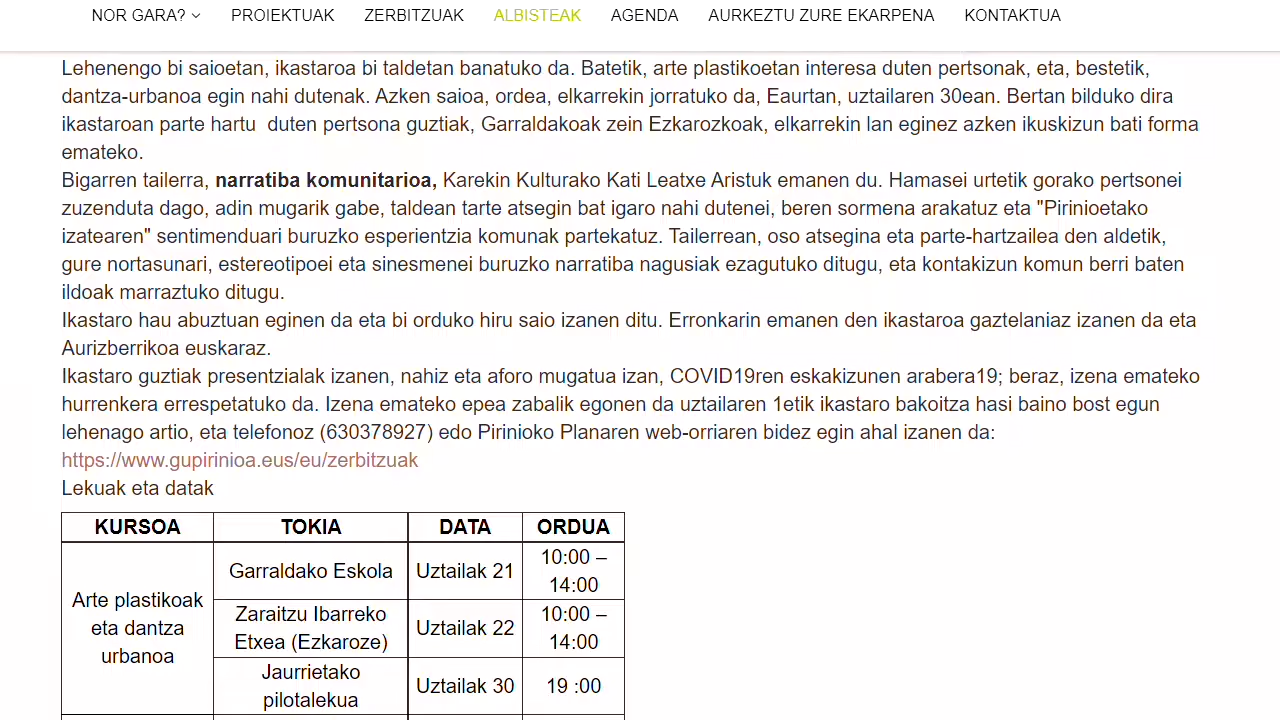 NOR GARA? PROIEKTUAK ZERBITZUAK ALBISTEAK AGENDA AURKEZTU ZURE EKARPENA KONTAKTUA
Lehenengo bi saioetan, ikastaroa bi taldetan banatuko da. Batetik, arte plastikoetan interesa duten pertsonak, eta, bestetik,
dantza-urbanoa egin nahi dutenak. Azken saioa, ordea, elkarrekin jorratuko da, Eaurtan, uztailaren 30ean. Bertan bilduko dira
ikastaroan parte hartu  duten pertsona guztiak, Garraldakoak zein Ezkarozkoak, elkarrekin lan eginez azken ikuskizun bati forma
emateko.
Bigarren tailerra, narratiba komunitarioa, Karekin Kulturako Kati Leatxe Aristuk emanen du. Hamasei urtetik gorako pertsonei
zuzenduta dago, adin mugarik gabe, taldean tarte atsegin bat igaro nahi dutenei, beren sormena arakatuz eta "Pirinioetako
izatearen" sentimenduari buruzko esperientzia komunak partekatuz. Tailerrean, oso atsegina eta parte-hartzailea den aldetik,
gure nortasunari, estereotipoei eta sinesmenei buruzko narratiba nagusiak ezagutuko ditugu, eta kontakizun komun berri baten
ildoak marraztuko ditugu.
Ikastaro hau abuztuan eginen da eta bi orduko hiru saio izanen ditu. Erronkarin emanen den ikastaroa gaztelaniaz izanen da eta
Aurizberrikoa euskaraz.
Ikastaro guztiak presentzialak izanen, nahiz eta aforo mugatua izan, COVID19ren eskakizunen arabera19; beraz, izena emateko
hurrenkera errespetatuko da. Izena emateko epea zabalik egonen da uztailaren 1etik ikastaro bakoitza hasi baino bost egun
lehenago artio, eta telefonoz (630378927) edo Pirinioko Planaren web-orriaren bidez egin ahal izanen da:
https://www.gupirinioa.eus/eu/zerbitzuak
Lekuak eta datak
KURSOA TOKIA DATA ORDUA
Arte plastikoak
eta dantza
urbanoa
Garraldako Eskola Uztailak 21 10:00 –
14:00
Zaraitzu Ibarreko
Etxea (Ezkaroze) Uztailak 22 10:00 –
14:00
Jaurrietako
pilotalekua Uztailak 30 19 :00